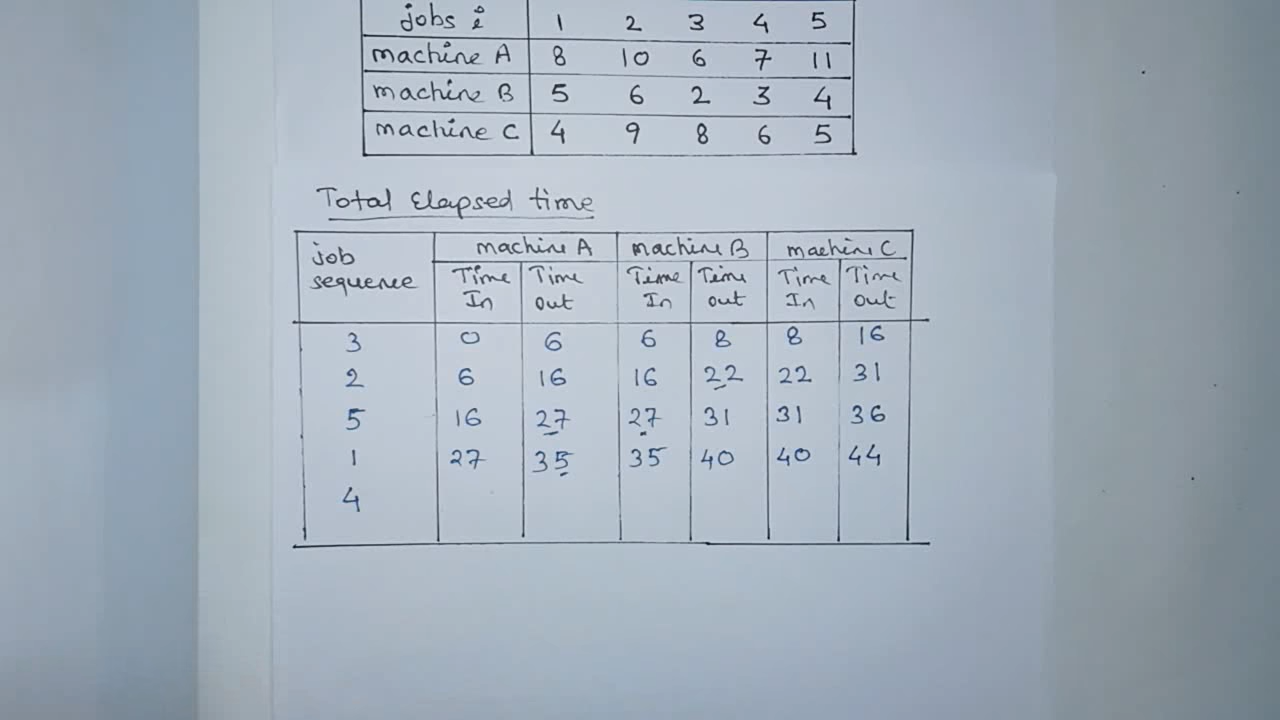 jobs i 1 2 3 4 5
machine A 8 10 6 7 11
machine B 5 6 2 3 4
machine C 4 9 8 6 5
Total Elapsed time
job sequence machine A machine B machine C
Time In Time out Time In Time out Time In Time out
3 0 6 6 8 8 16
2 6 16 16 22 22 31
5 16 27 27 31 31 36
1 27 35 35 40 40 44
4